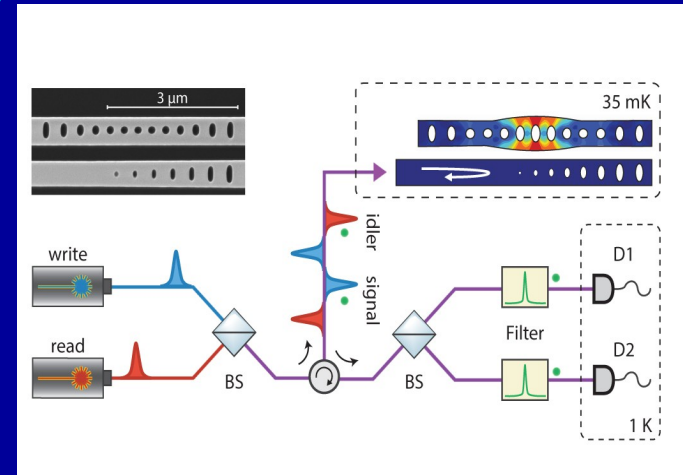 3 µm
35 mK
idler
signal
write
read
BS
BS
Filter
D1
D2
1 K